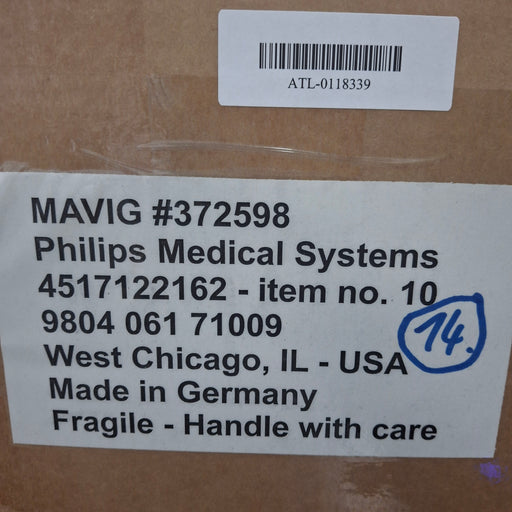 ATL-0118339
MAVIG #372598
Philips Medical Systems
4517122162 - item no. 10
9804 061 71009
14.
West Chicago, IL - USA
Made in Germany
Fragile - Handle with care